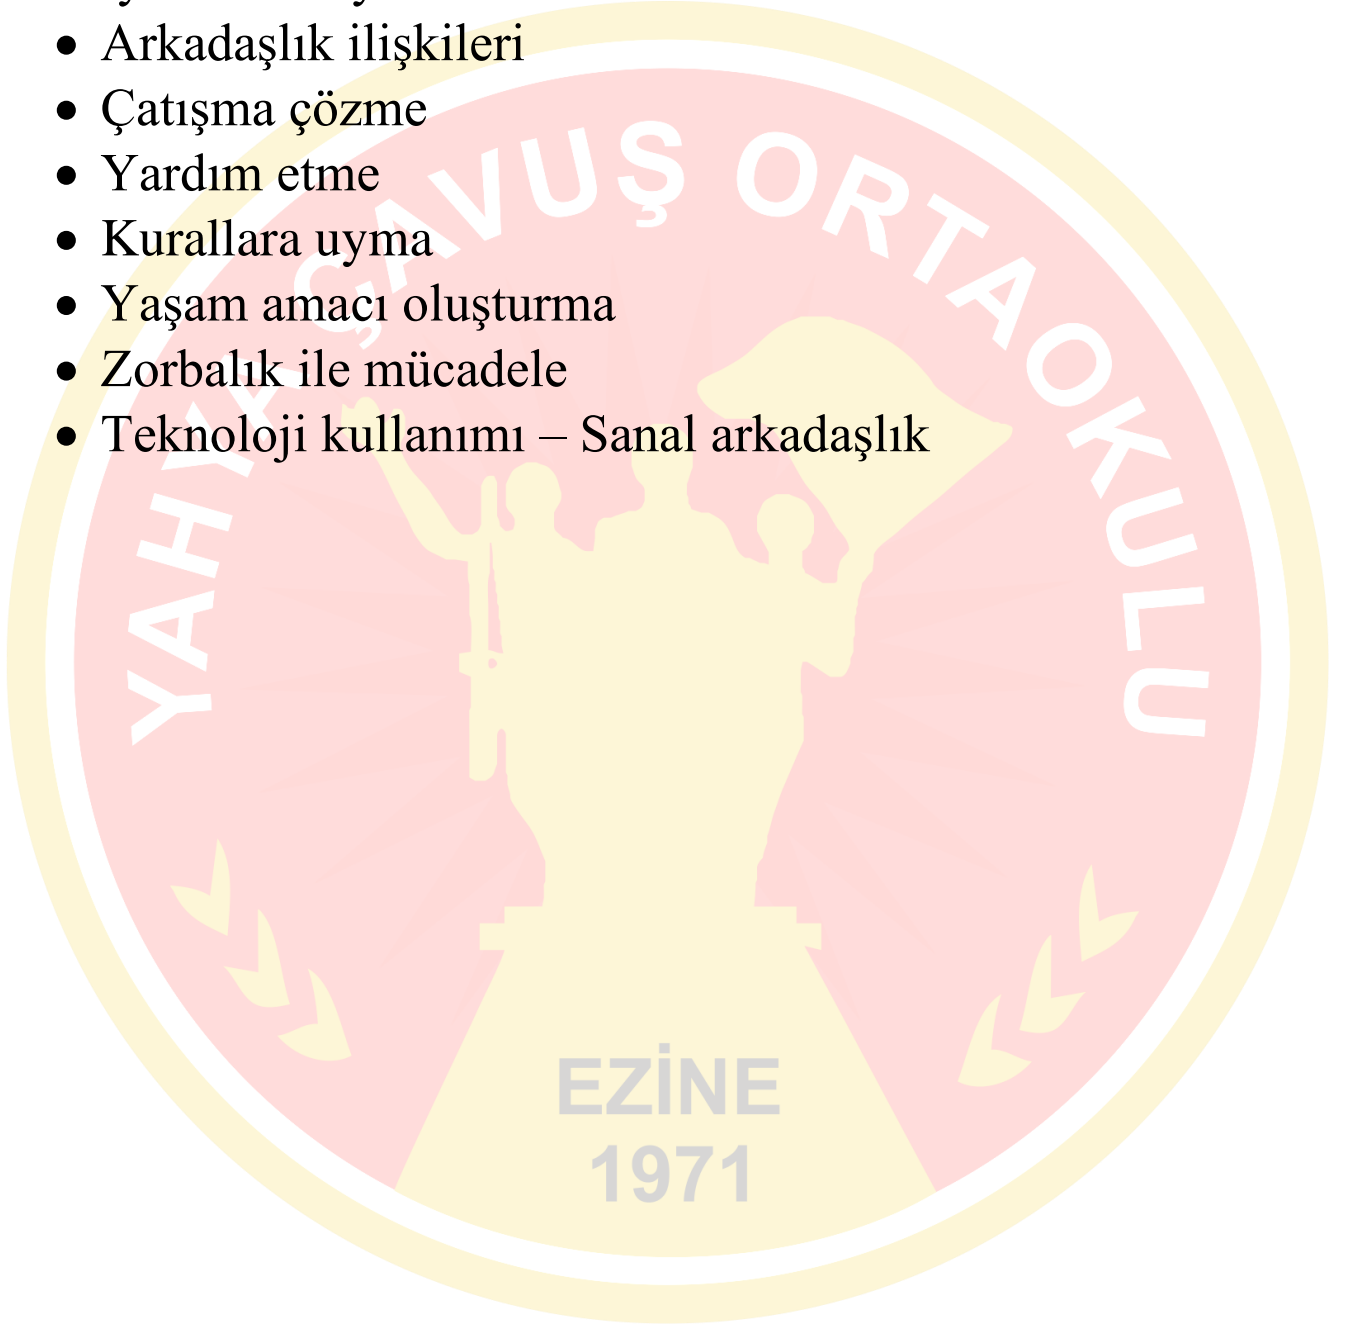 • Arkadaşlık ilişkileri
• Çatışma çözme
• Yardım etme
• Kurallara uyma
• Yaşam amacı oluşturma
• Zorbalık ile mücadele
• Teknoloji kullanımı – Sanal arkadaşlık
YAHYA ÇAVUŞ ORTAOKULU
EZİNE
1971